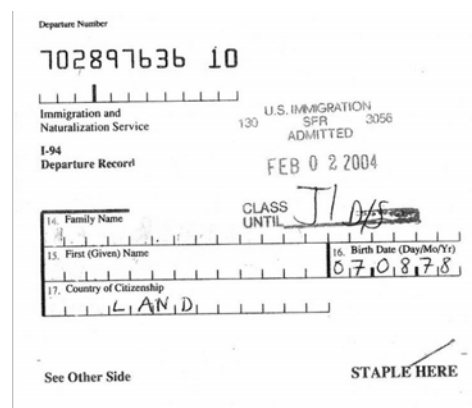 Departure Number
702897636 10
Immigration and
Naturalization Service
I-94
Departure Record
U.S. IMMIGRATION
130 SFR 3056
ADMITTED
FEB 02 2004
CLASS J1
UNTIL D/S
14. Family Name
15. First (Given) Name
16. Birth Date (Day/Mo/Yr)
070878
17. Country of Citizenship
LAND
See Other Side
STAPLE HERE